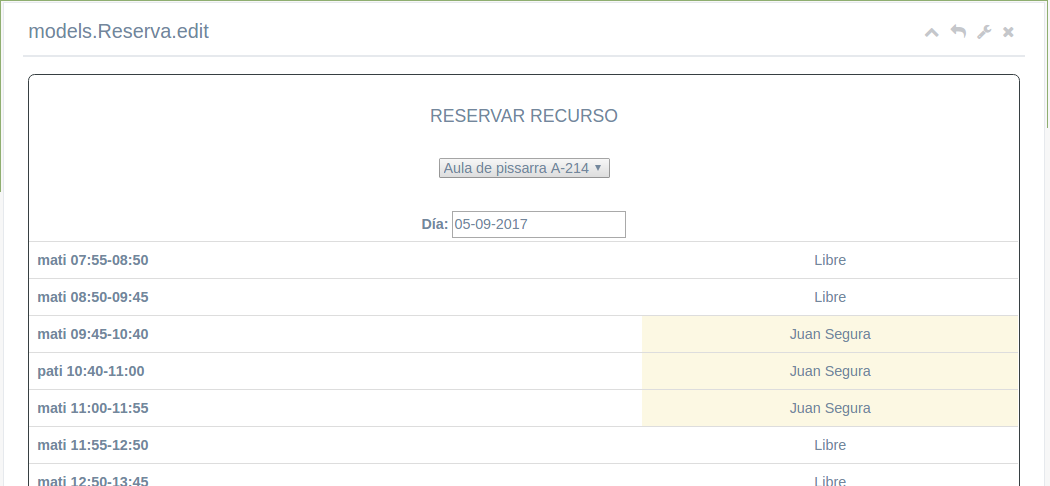 models.Reserva.edit
RESERVAR RECURSO
Aula de pissarra A-214
Día: 05-09-2017
mati 07:55-08:50 Libre
mati 08:50-09:45 Libre
mati 09:45-10:40 Juan Segura
pati 10:40-11:00 Juan Segura
mati 11:00-11:55 Juan Segura
mati 11:55-12:50 Libre
mati 12:50-13:45 Libre